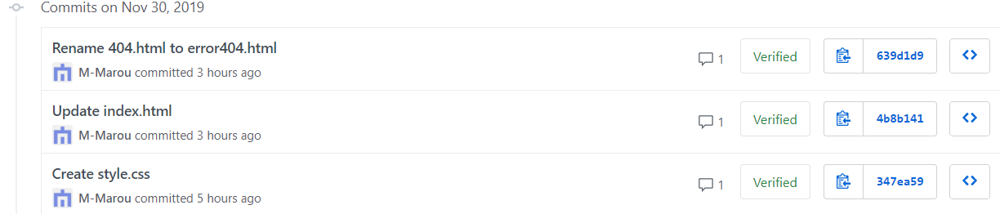 Commits on Nov 30, 2019
Rename 404.html to error404.html
M-Marou committed 3 hours ago
1
Verified
639d1d9
Update index.html
M-Marou committed 3 hours ago
1
Verified
4b8b141
Create style.css
M-Marou committed 5 hours ago
1
Verified
347ea59